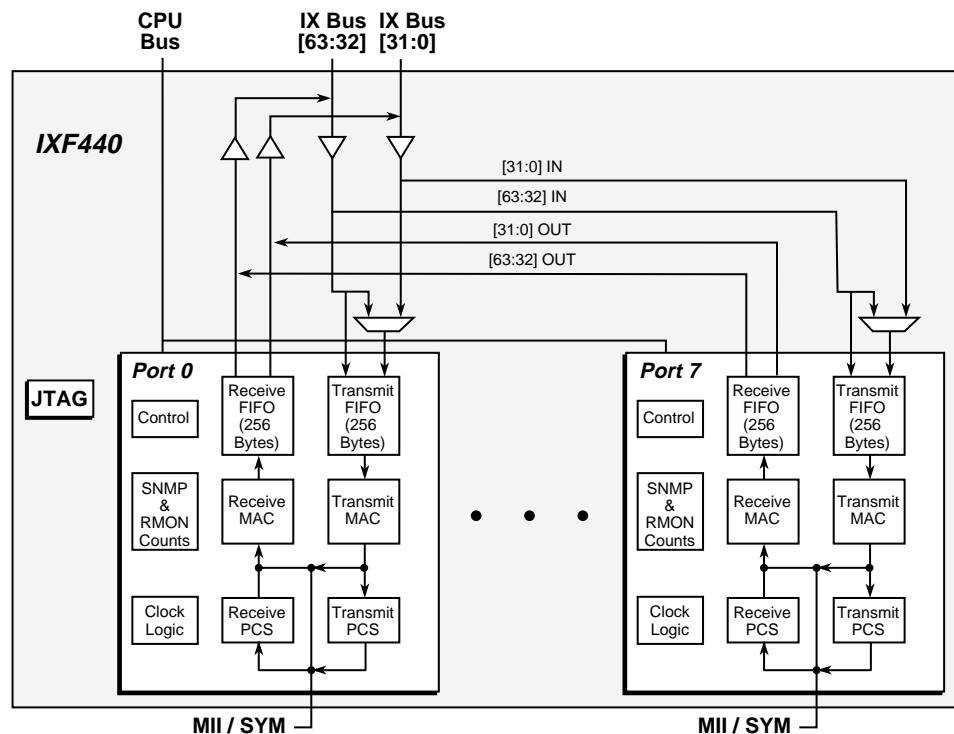 CPU
Bus
IX Bus
[63:32]
IX Bus
[31:0]
IXF440
[31:0] IN
[63:32] IN
[31:0] OUT
[63:32] OUT
JTAG
Port 0
Control
SNMP
&
RMON
Counts
Clock
Logic
Receive
FIFO
(256
Bytes)
Transmit
FIFO
(256
Bytes)
Receive
MAC
Transmit
MAC
Receive
PCS
Transmit
PCS
MII / SYM
Port 7
Control
SNMP
&
RMON
Counts
Clock
Logic
Receive
FIFO
(256
Bytes)
Transmit
FIFO
(256
Bytes)
Receive
MAC
Transmit
MAC
Receive
PCS
Transmit
PCS
MII / SYM